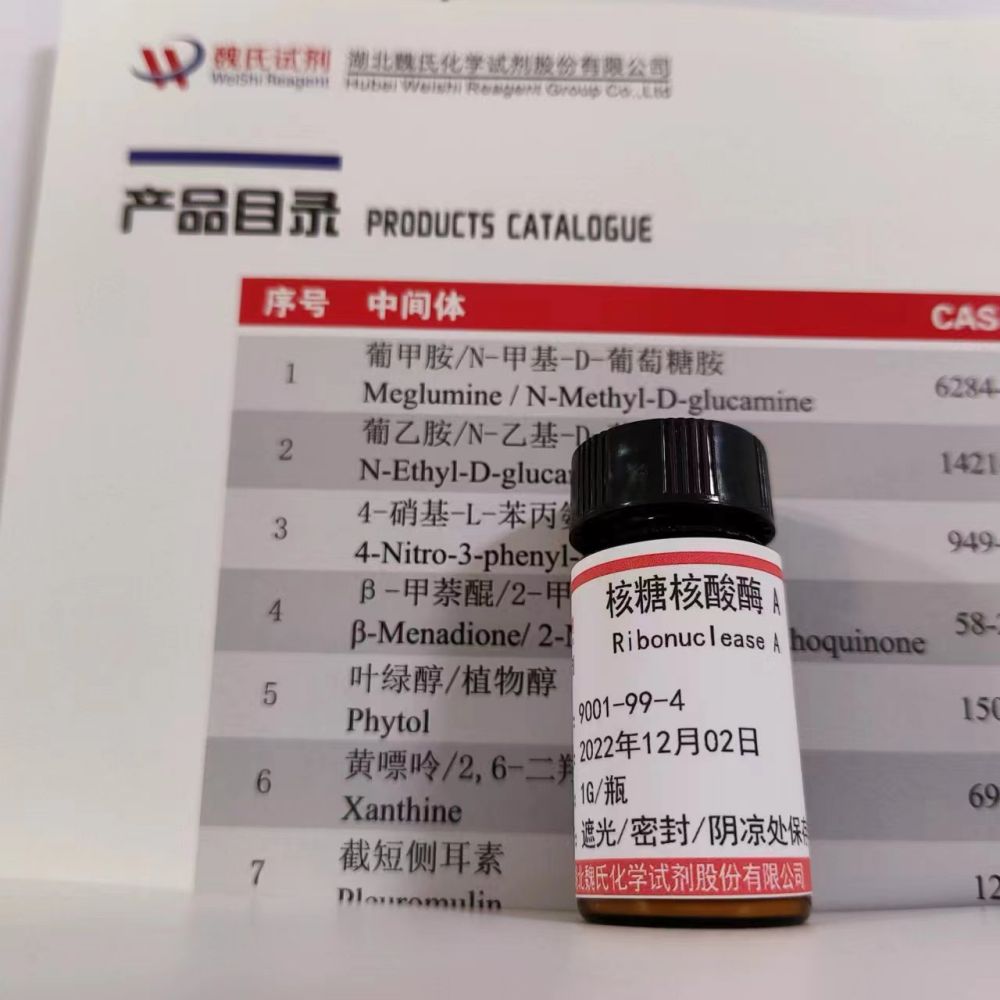 魏氏试剂
WeiShi Reagent
湖北魏氏化学试剂股份有限公司
Hubei Weishi Reagent Group Co.,Ltd
产品目录 PRODUCTS CATALOGUE
序号 中间体 CAS
1 葡甲胺/N-甲基-D-葡萄糖胺
Meglumine / N-Methyl-D-glucamine 6284-
2 葡乙胺/N-乙基-D-
N-Ethyl-D-gluca 1421
3 4-硝基-L-苯丙
4-Nitro-3-phenyl- 949-
4 β-甲萘醌/2-甲
β-Menadione/ 2- hoquinone 58-
5 叶绿醇/植物醇
Phytol 150
6 黄嘌呤/2,6-二羟
Xanthine 69
7 截短侧耳素
Pleuromulin 12
核糖核酸酶 A
Ribonuclease A
:9001-99-4
:2022年12月02日
:1G/瓶
:遮光/密封/阴凉处保存
北魏氏化学试剂股份有限公司